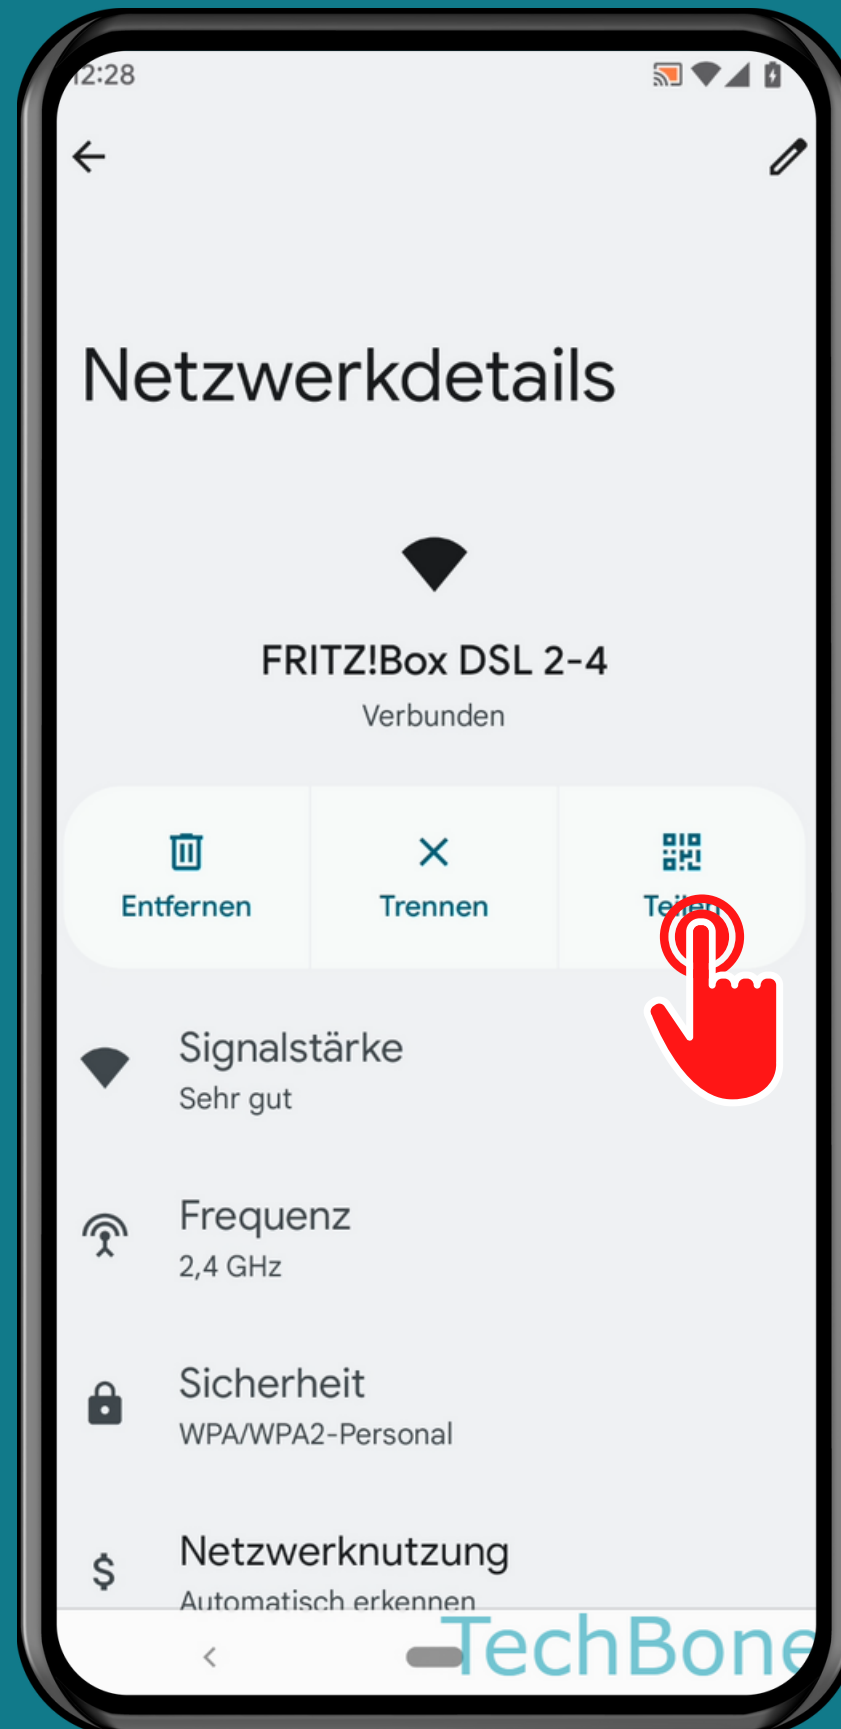 12:28
Netzwerkdetails
FRITZ!Box DSL 2-4
Verbunden
Entfernen
Trennen
Teilen
Signalstärke
Sehr gut
Frequenz
2,4 GHz
Sicherheit
WPA/WPA2-Personal
$
Netzwerknutzung
Automatisch erkennen
TechBone